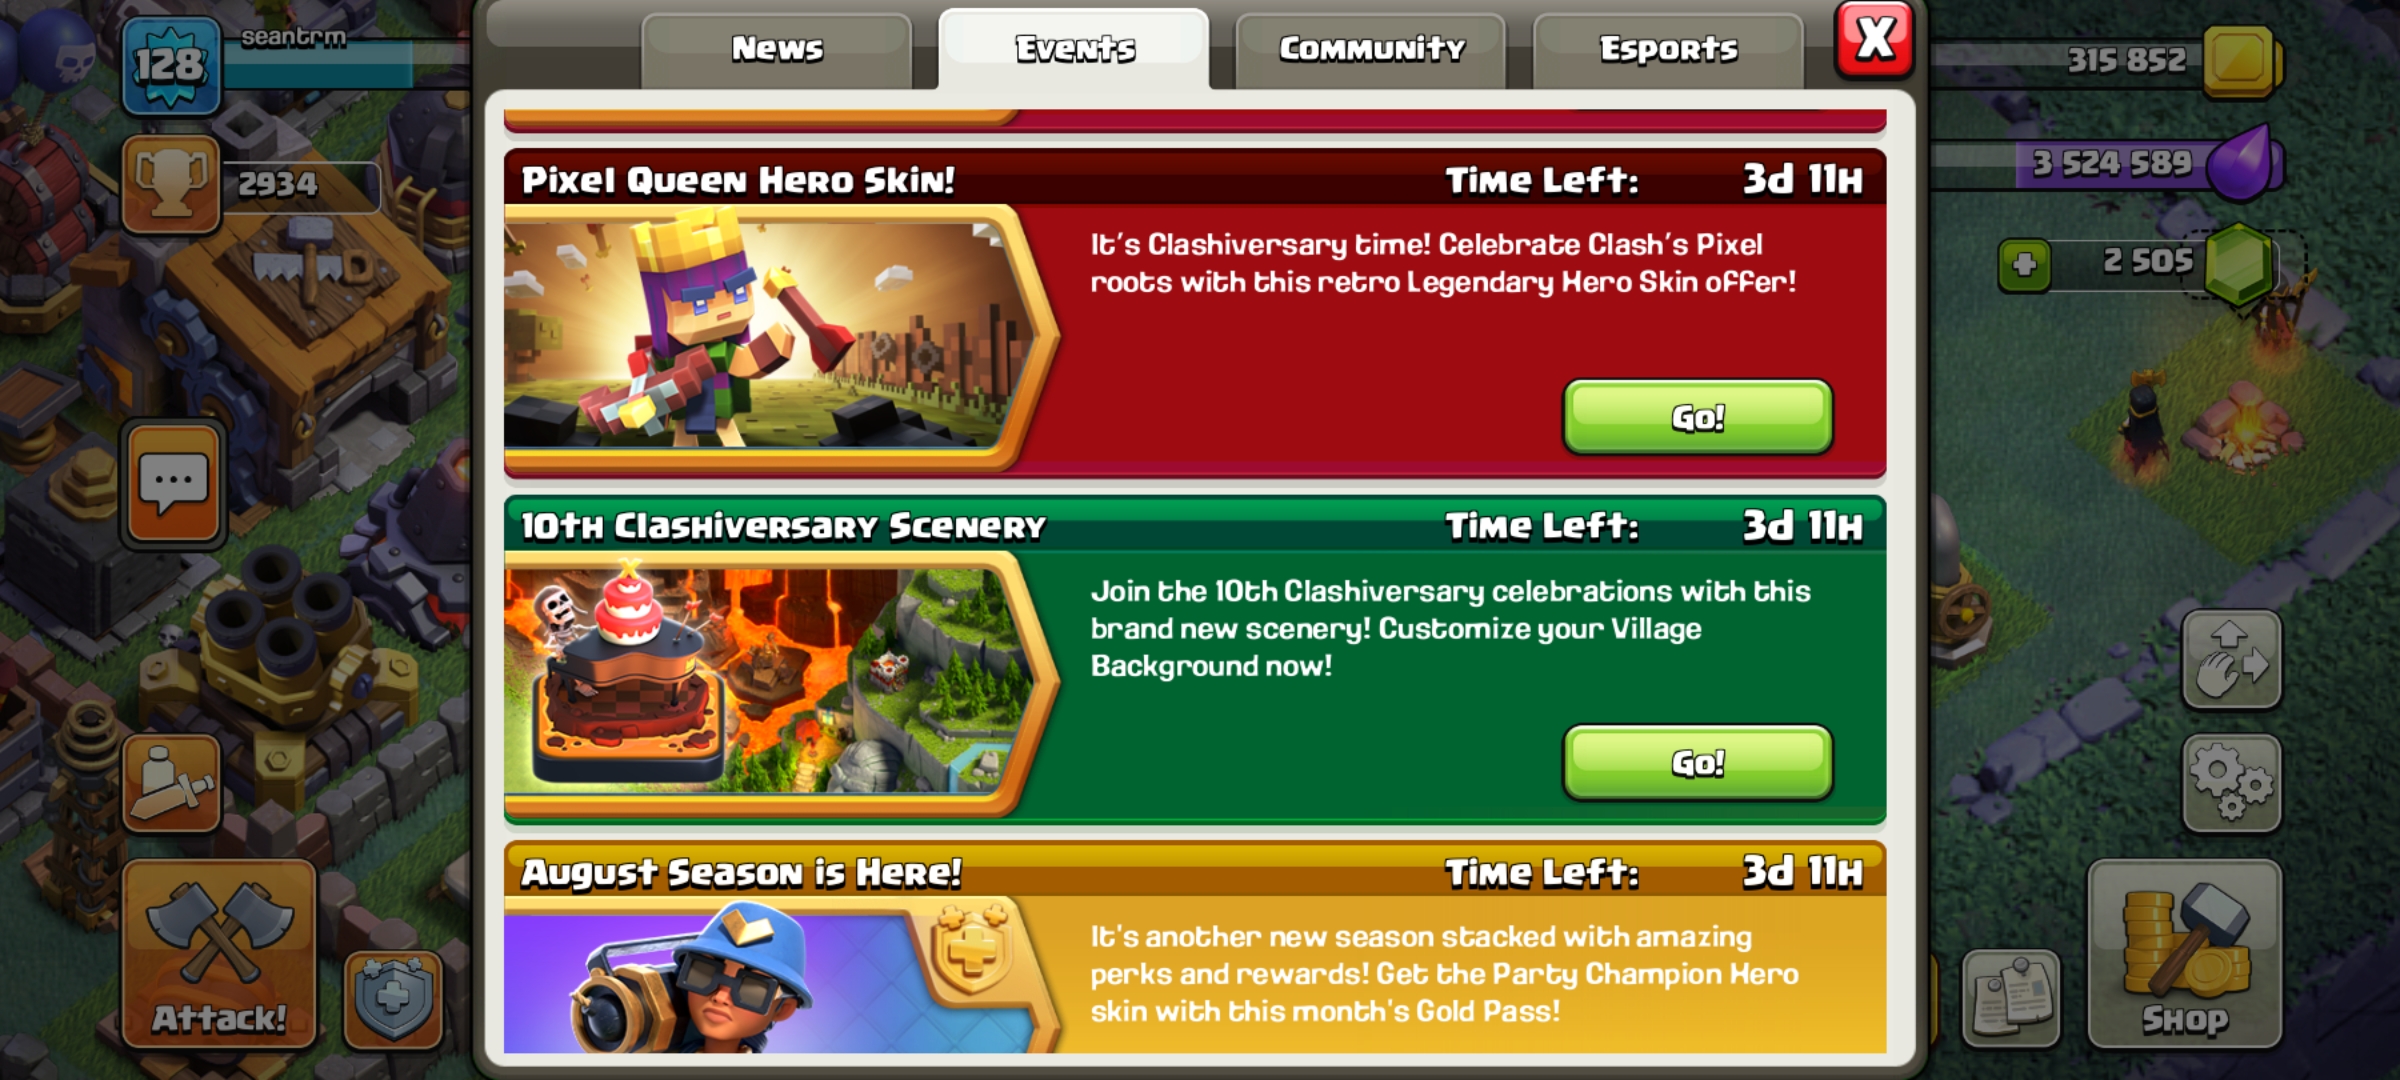 128
seantrm
2934
News
Events
Community
Esports
X
315 852
3 524 589
2 505
Pixel Queen Hero Skin!
Time Left:
3d 11H
It's Clashiversary time! Celebrate Clash's Pixel
roots with this retro Legendary Hero Skin offer!
Go!
10th Clashiversary Scenery
Time Left:
3d 11H
Join the 10th Clashiversary celebrations with this
brand new scenery! Customize your Village
Background now!
Go!
August Season is Here!
Time Left:
3d 11H
It's another new season stacked with amazing
perks and rewards! Get the Party Champion Hero
skin with this month's Gold Pass!
Attack!
Shop